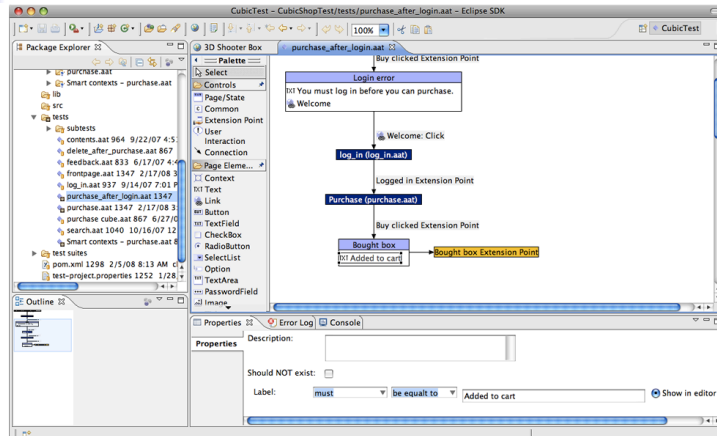 CubicTest - CubicShopTest/tests/purchase_after_login.aat - Eclipse SDK
100%
CubicTest
Package Explorer
3D Shooter Box
purchase_after_login.aat
purchase.aat
Smart contexts - purchase.aat
lib
src
tests
subtests
contents.aat 964 9/22/07 4:5
delete_after_purchase.aat 867
feedback.aat 833 6/17/07 4:4
frontpage.aat 1347 2/17/08 3
log_in.aat 937 9/14/07 7:01 P
purchase_after_login.aat 1347
purchase.aat 1347 2/17/08 3:
purchase cube.aat 867 6/27/0
search.aat 1040 10/16/07 12
Smart contexts - purchase.aat 8
test suites
pom.xml 1298 2/5/08 8:13 AM
test-project.properties 1252 1/28
Palette
Select
Controls
Page/State
Common
Extension Point
User
Interaction
Connection
Page Eleme...
Context
TXT Text
Link
Button
TextField
CheckBox
RadioButton
SelectList
Option
TextArea
PasswordField
Image
Buy clicked Extension Point
Login error
TXT You must log in before you can purchase.
Welcome
Welcome: Click
log_in (log_in.aat)
Logged in Extension Point
Purchase (purchase.aat)
Buy clicked Extension Point
Bought box
TXT Added to cart
Bought box Extension Point
Outline
Properties
Error Log
Console
Properties
Description:
Should NOT exist:
Label:
must
be equal to
Added to cart
Show in editor